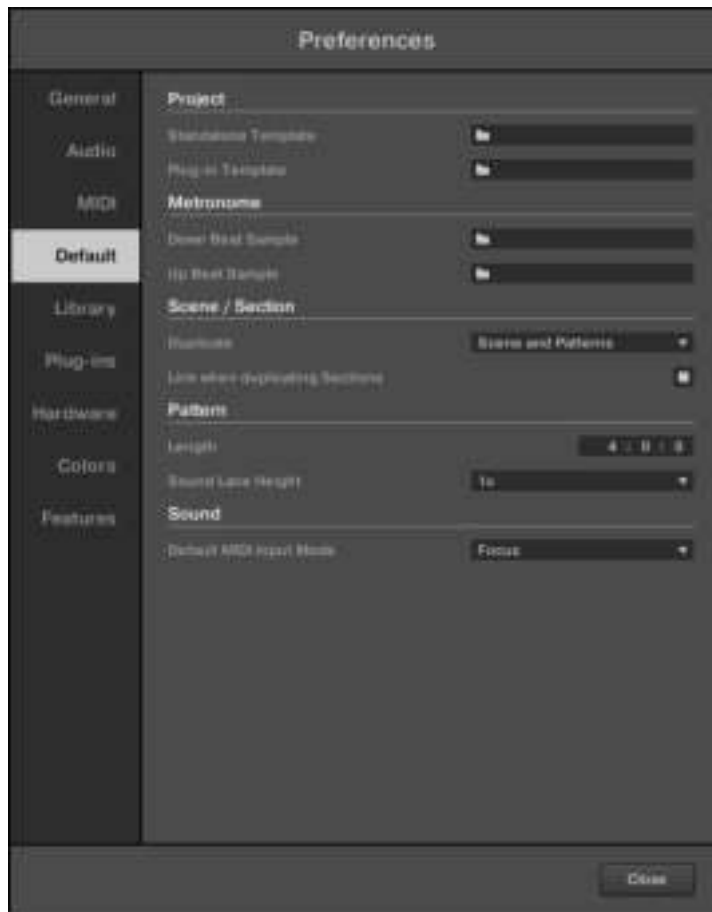 Preferences
General
Audio
MIDI
Default
Library
Plug-ins
Hardware
Colors
Features
Project
Standalone Template
Plug-in Template
Metronome
Down Beat Sample
Up Beat Sample
Scene / Section
Duplicate
Scene and Patterns
Link when duplicating Sections
Pattern
Length
4 : 0 : 0
Sound Lane Height
1x
Sound
Default MIDI Input Mode
Focus
Close